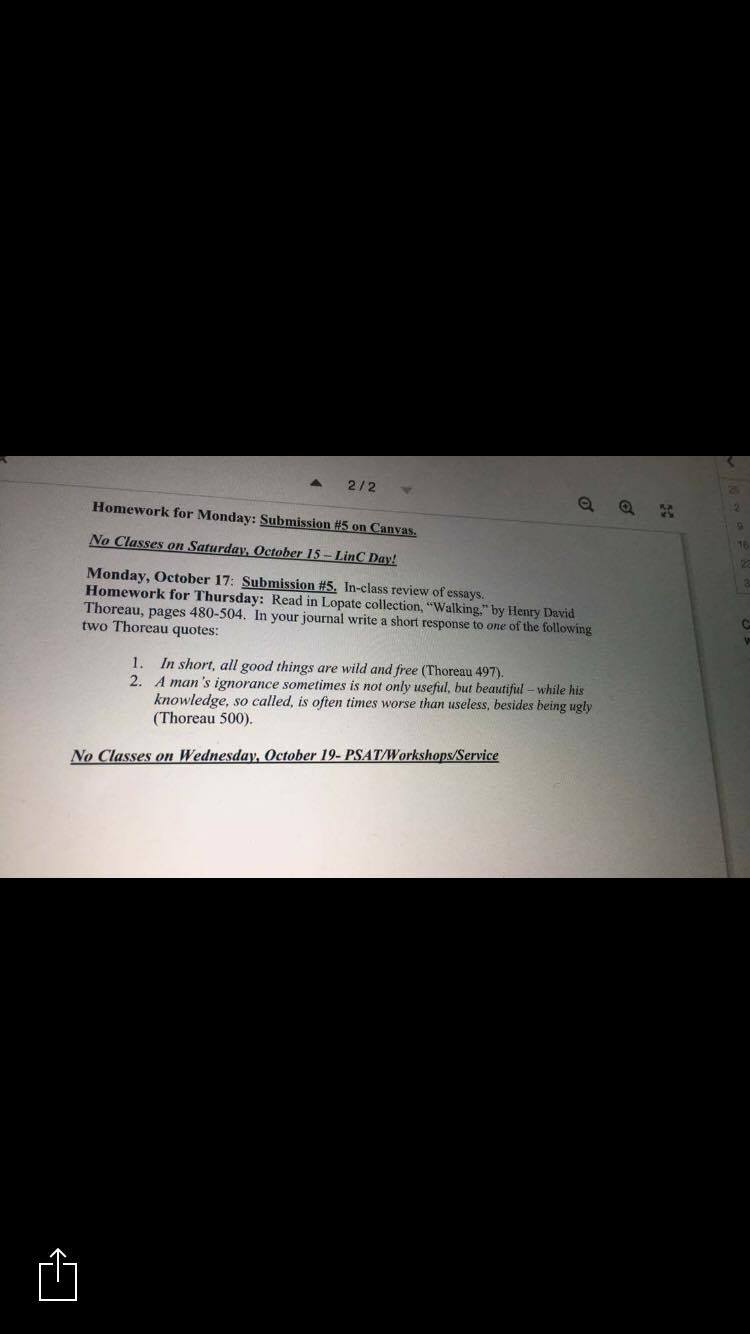 2/2
Homework for Monday: Submission #5 on Canvas.
No Classes on Saturday, October 15 – LinC Day!
Monday, October 17: Submission #5. In-class review of essays.
Homework for Thursday: Read in Lopate collection, “Walking,” by Henry David
Thoreau, pages 480-504. In your journal write a short response to one of the following
two Thoreau quotes:
1. In short, all good things are wild and free (Thoreau 497).
2. A man’s ignorance sometimes is not only useful, but beautiful – while his
knowledge, so called, is often times worse than useless, besides being ugly
(Thoreau 500).
No Classes on Wednesday, October 19- PSAT/Workshops/Service
2
9
16